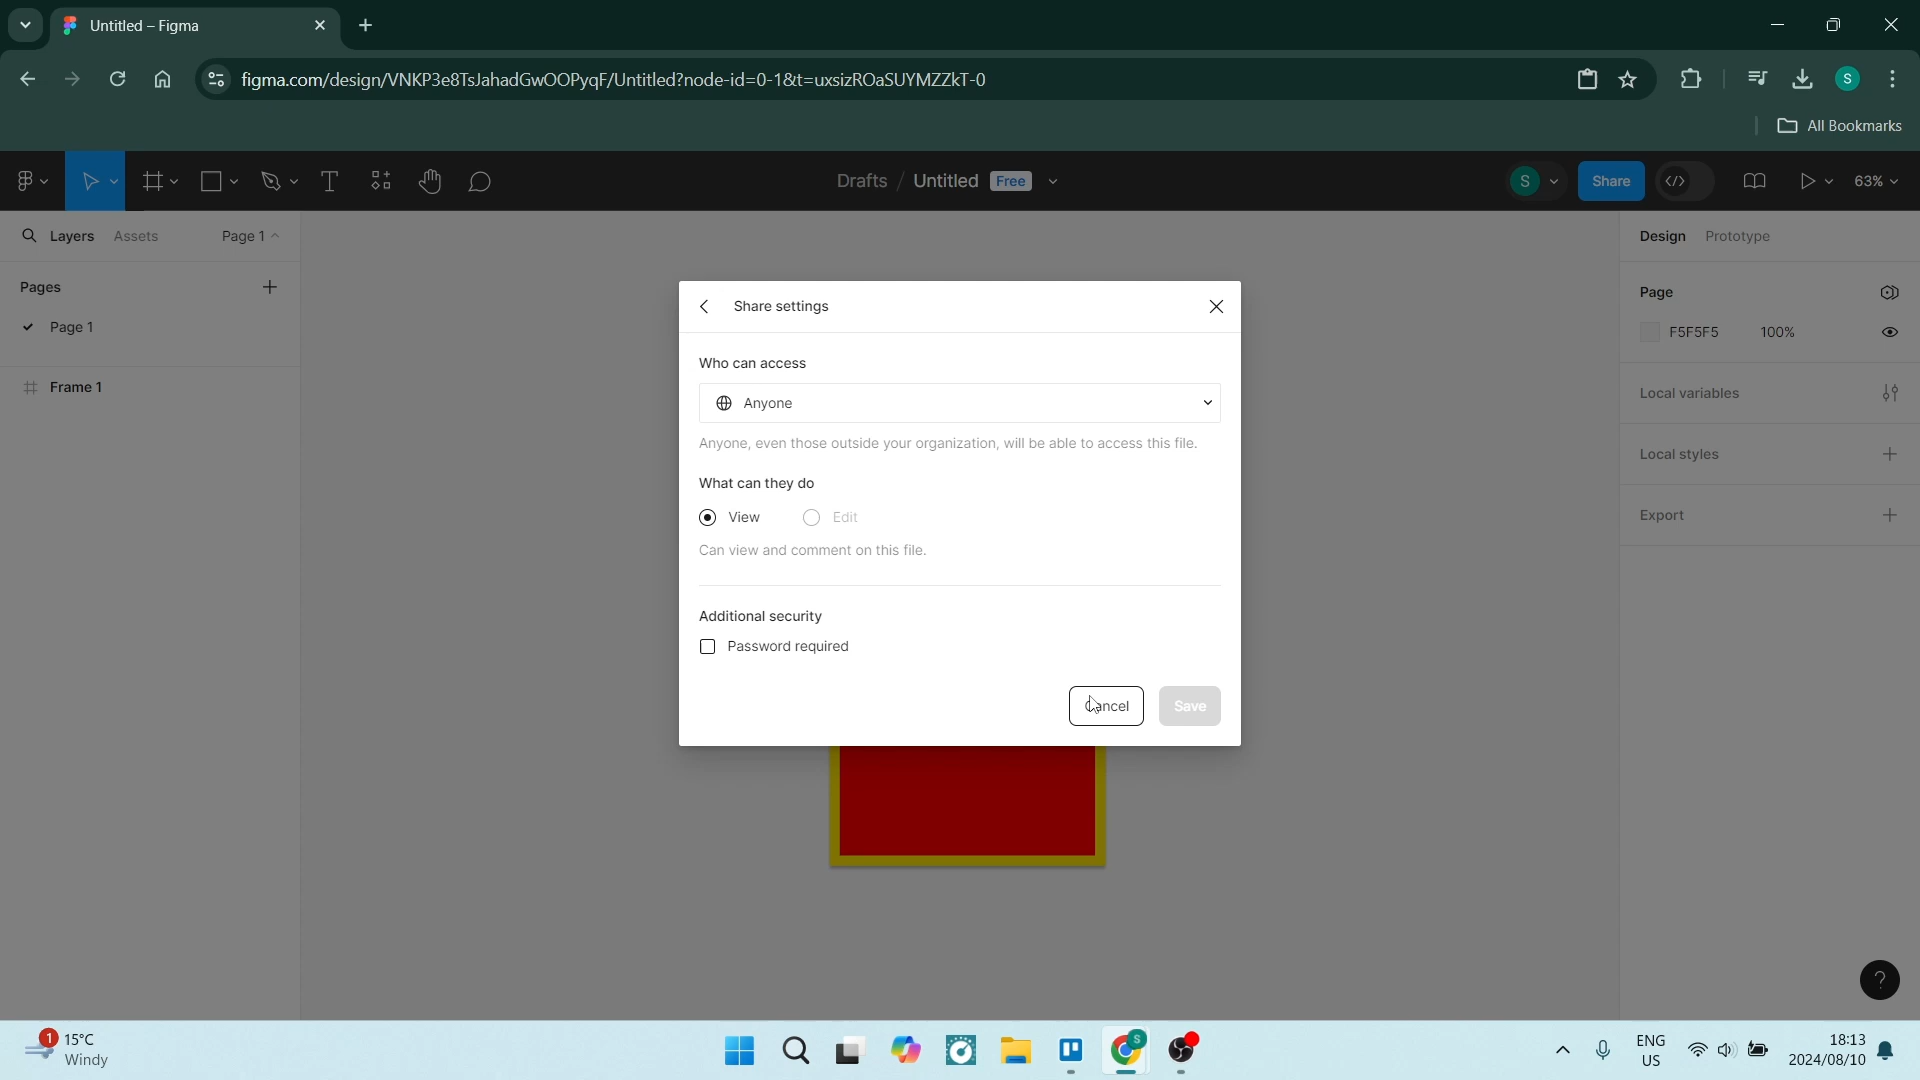 Untitled – Figma
figma.com/design/VNKP3e8TsJahadGwOOPyqF/Untitled?node-id=0-1&t=uxsizROaSUYMZZkT-0
S
All Bookmarks
Drafts / Untitled Free
S
Share
63%
Layers Assets Page 1
Design Prototype
Pages
Page
Page 1
F5F5F5 100%
Frame 1
Local variables
Local styles
Export
Share settings
Who can access
Anyone
Anyone, even those outside your organization, will be able to access this file.
What can they do
View Edit
Can view and comment on this file.
Additional security
Password required
Cancel Save
?
1
15°C
Windy
S
ENG
US
18:13
2024/08/10